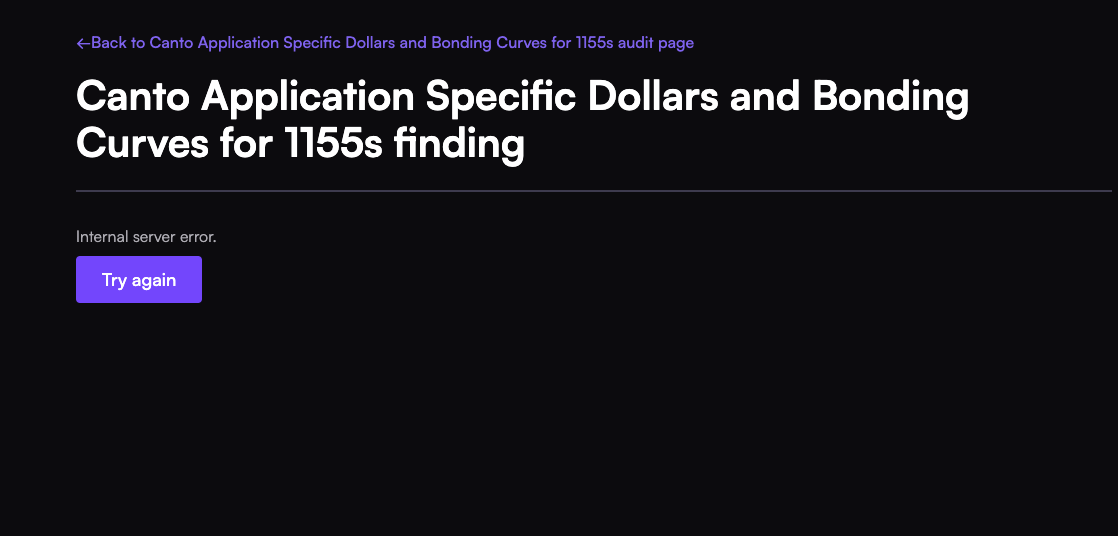 ←Back to Canto Application Specific Dollars and Bonding Curves for 1155s audit page
Canto Application Specific Dollars and Bonding
Curves for 1155s finding
Internal server error.
Try again